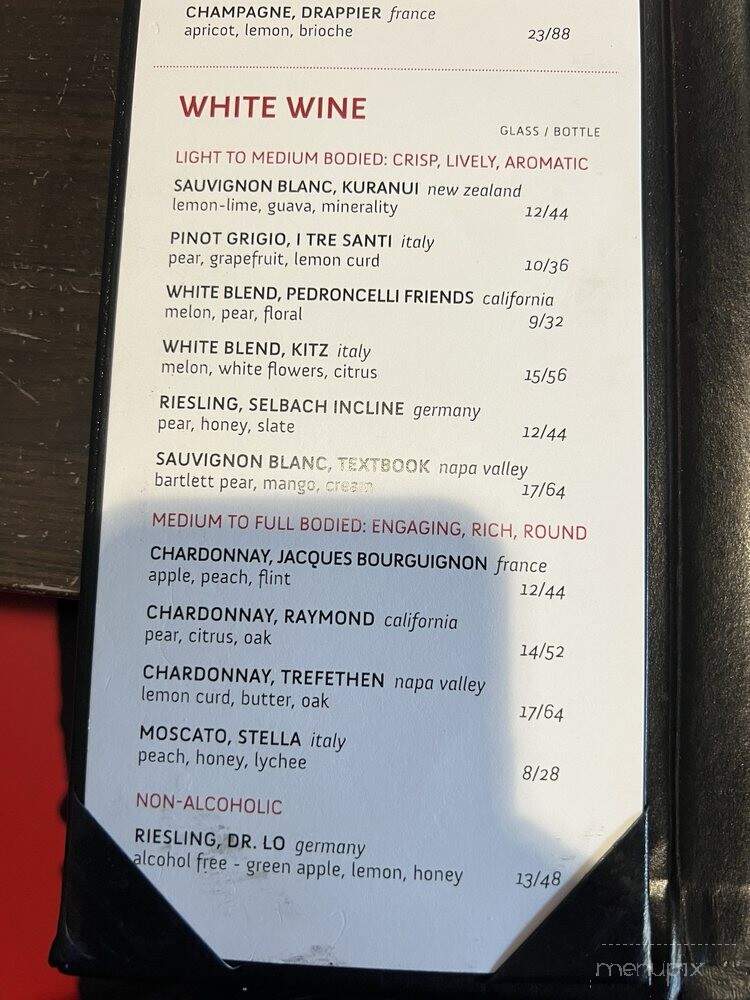 CHAMPAGNE, DRAPPIER france
apricot, lemon, brioche 23/88
WHITE WINE
GLASS / BOTTLE
LIGHT TO MEDIUM BODIED: CRISP, LIVELY, AROMATIC
SAUVIGNON BLANC, KURANUI new zealand
lemon-lime, guava, minerality 12/44
PINOT GRIGIO, I TRE SANTI italy
pear, grapefruit, lemon curd 10/36
WHITE BLEND, PEDRONCELLI FRIENDS california
melon, pear, floral 9/32
WHITE BLEND, KITZ italy
melon, white flowers, citrus 15/56
RIESLING, SELBACH INCLINE germany
pear, honey, slate 12/44
SAUVIGNON BLANC, TEXTBOOK napa valley
bartlett pear, mango, cream 17/64
MEDIUM TO FULL BODIED: ENGAGING, RICH, ROUND
CHARDONNAY, JACQUES BOURGUIGNON france
apple, peach, flint 12/44
CHARDONNAY, RAYMOND california
pear, citrus, oak 14/52
CHARDONNAY, TREFETHEN napa valley
lemon curd, butter, oak 17/64
MOSCATO, STELLA italy
peach, honey, lychee 8/28
NON-ALCOHOLIC
RIESLING, DR. LO germany
alcohol free - green apple, lemon, honey 13/48
menupix